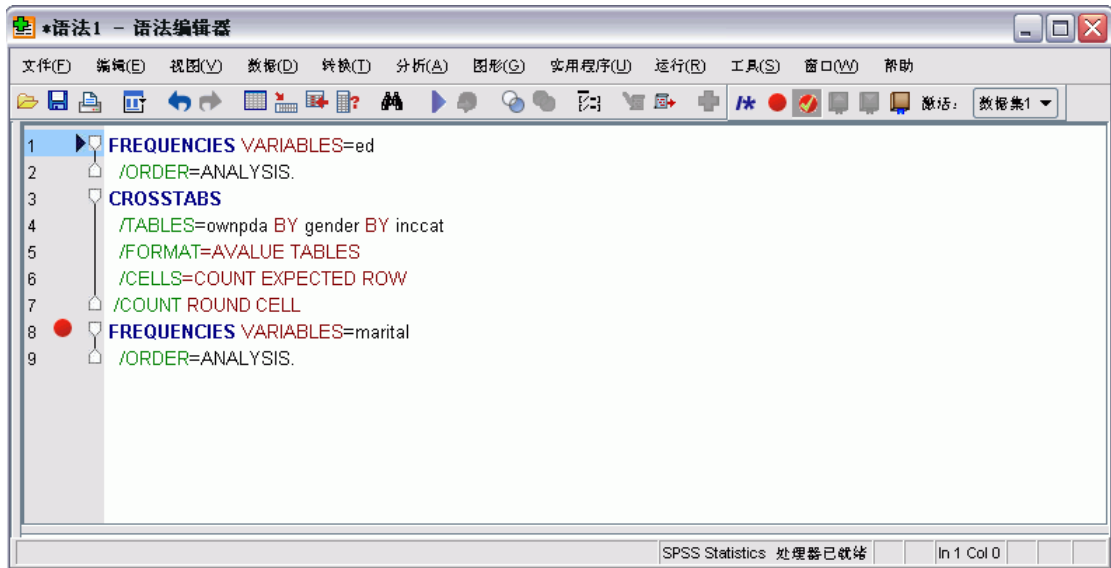 *语法1 - 语法编辑器
文件(F) 编辑(E) 视图(V) 数据(D) 转换(T) 分析(A) 图形(G) 实用程序(U) 运行(R) 工具(S) 窗口(W) 帮助
激活: 数据集1
1 FREQUENCIES VARIABLES=ed
2 /ORDER=ANALYSIS.
3 CROSSTABS
4 /TABLES=ownpda BY gender BY inccat
5 /FORMAT=AVALUE TABLES
6 /CELLS=COUNT EXPECTED ROW
7 /COUNT ROUND CELL
8 FREQUENCIES VARIABLES=marital
9 /ORDER=ANALYSIS.
SPSS Statistics 处理器已就绪 In 1 Col 0